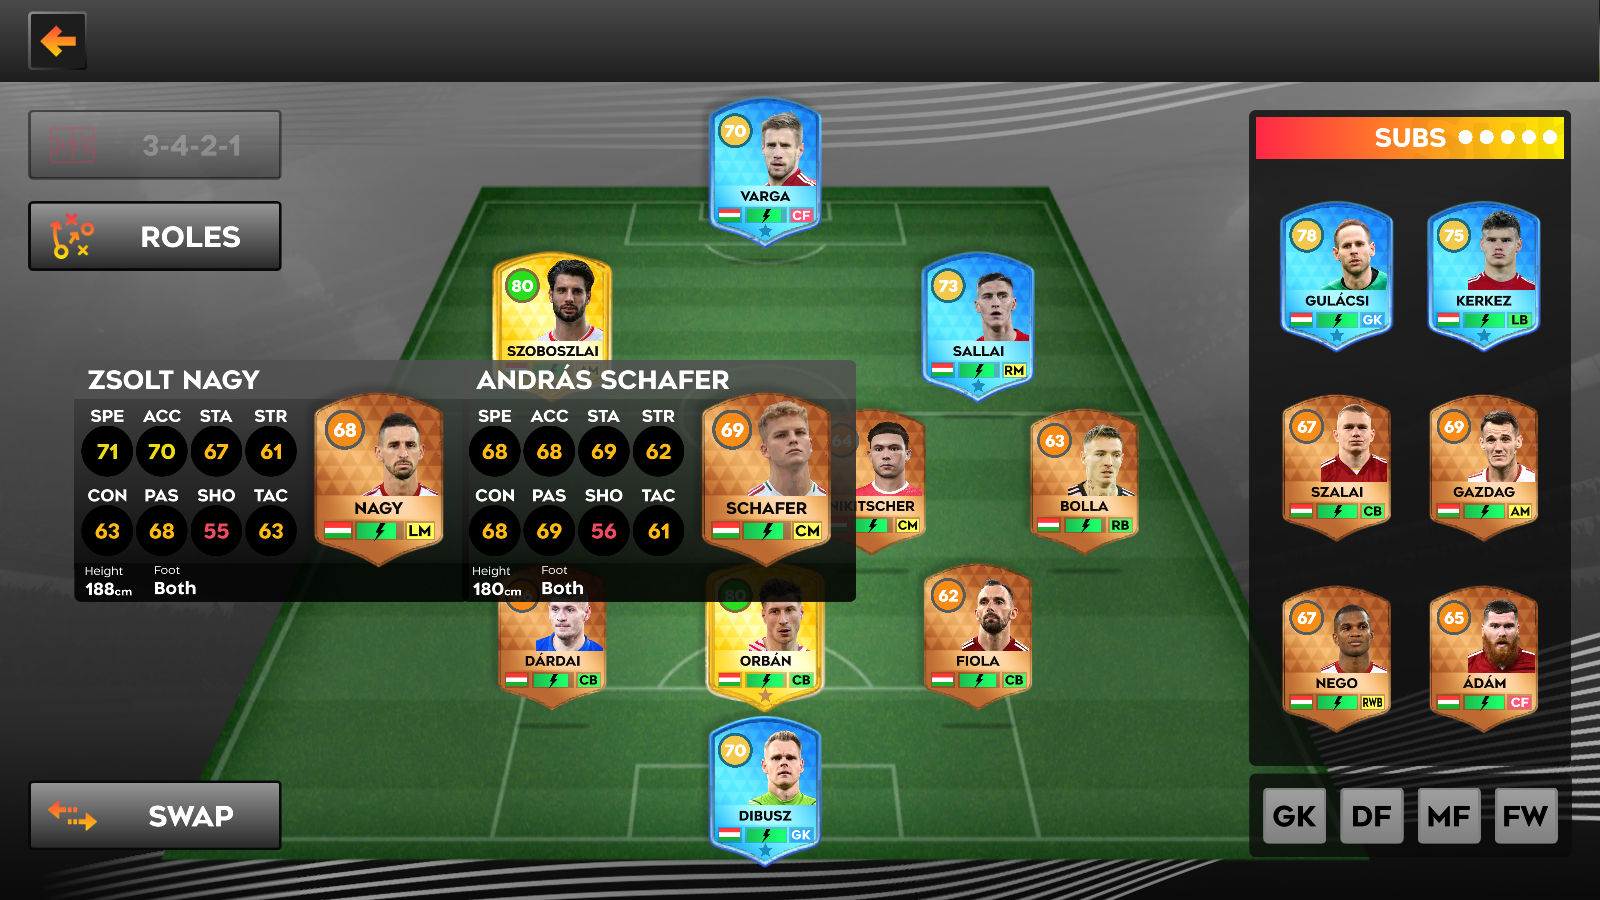 3-4-2-1
ROLES
70
VARGA
CF
80
SZOBOSZLAI
73
SALLAI
RM
ZSOLT NAGY
SPE ACC STA STR
71 70 67 61
CON PAS SHO TAC
63 68 55 63
Height Foot
188cm Both
68
NAGY
LM
ANDRÁS SCHAFER
SPE ACC STA STR
68 68 69 62
CON PAS SHO TAC
68 69 56 61
Height Foot
180cm Both
69
SCHAFER
CM
64
NIKITSCHER
CM
63
BOLLA
RB
DÁRDAI
CB
80
ORBÁN
CB
62
FIOLA
CB
70
DIBUSZ
GK
SWAP
SUBS
78
GULÁCSI
GK
75
KERKEZ
LB
67
SZALAI
CB
69
GAZDAG
AM
67
NEGO
RWB
65
ÁDÁM
CF
GK DF MF FW